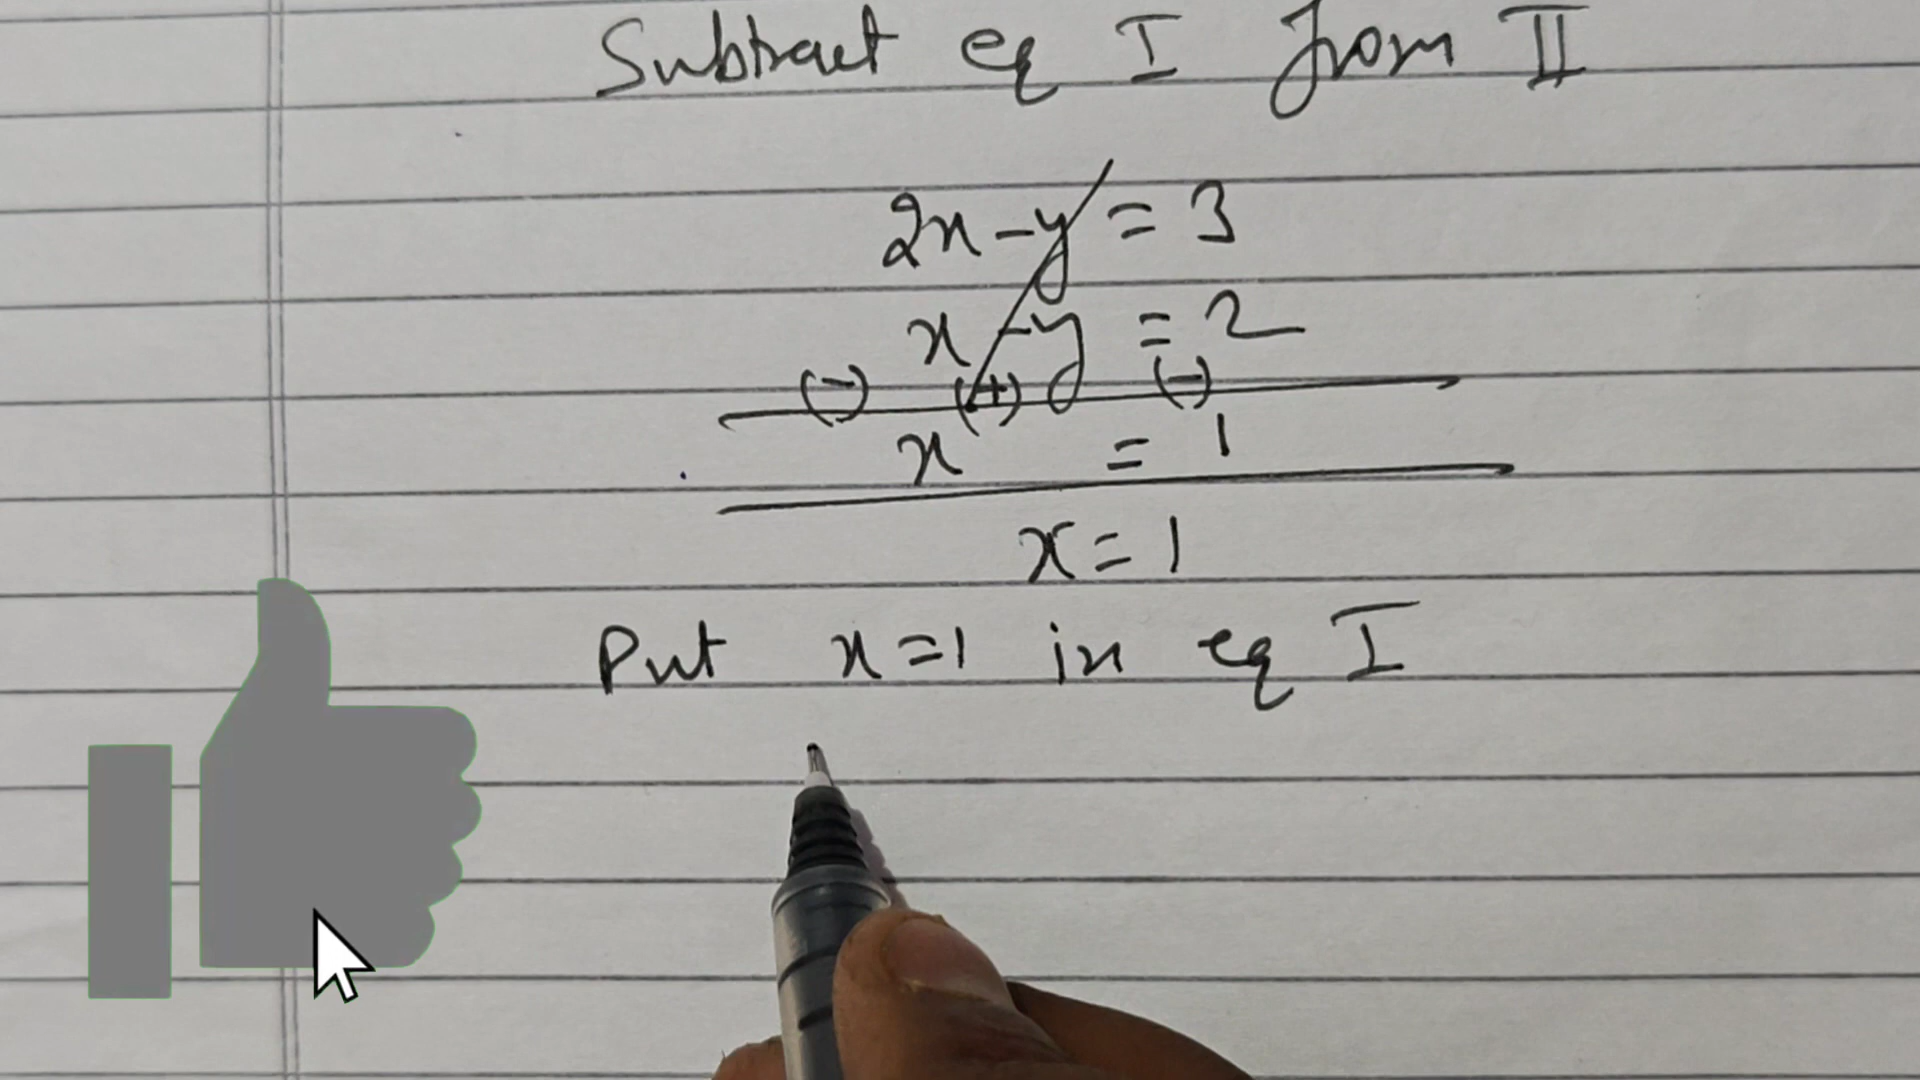 Subtract eq I from II
2x - y = 3
x - y = 2
(-) (+) (-)
x = 1
x = 1
Put x = 1 in eq I